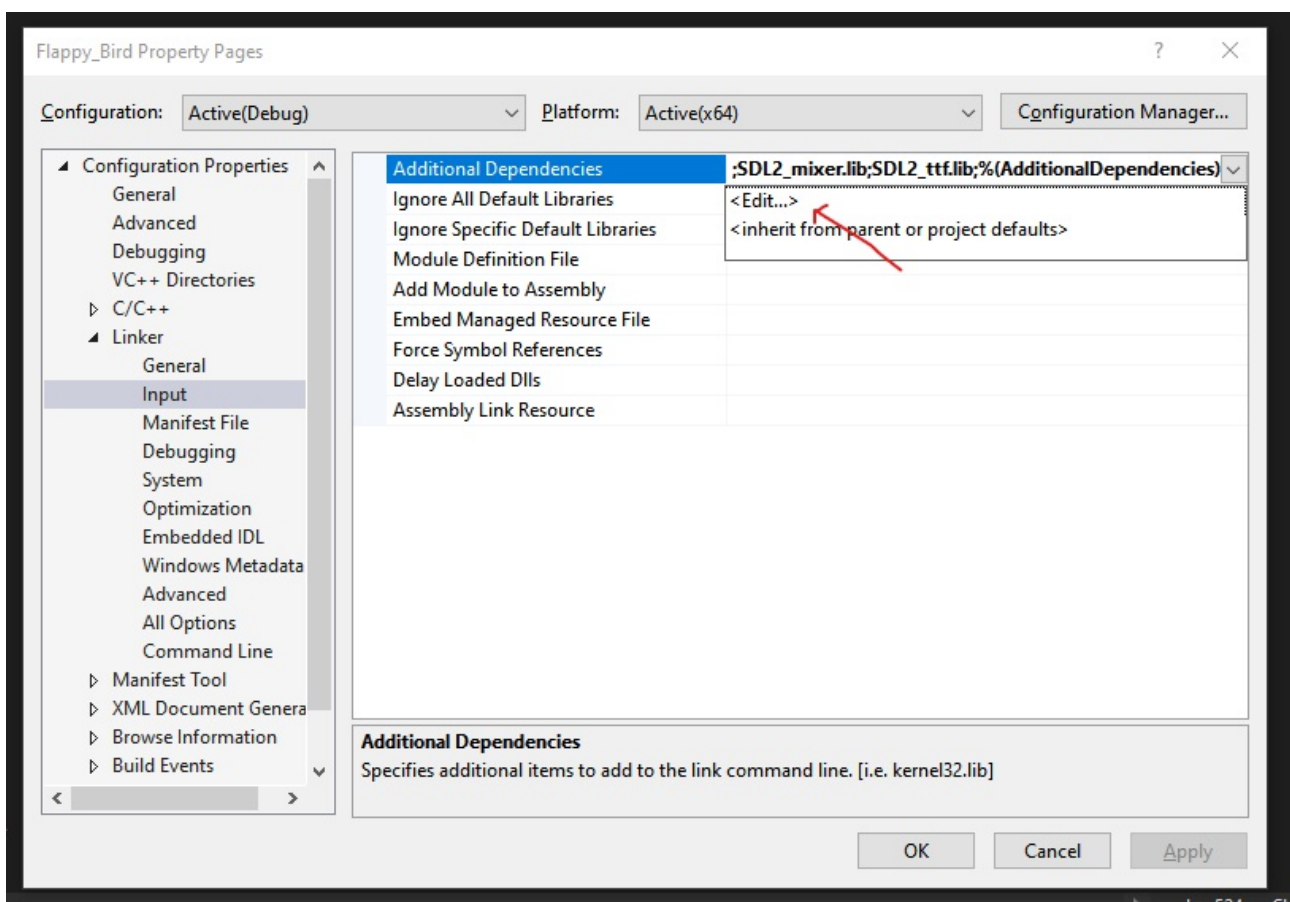 Flappy_Bird Property Pages
Configuration: Active(Debug) Platform: Active(x64) Configuration Manager...
Configuration Properties
General
Advanced
Debugging
VC++ Directories
C/C++
Linker
General
Input
Manifest File
Debugging
System
Optimization
Embedded IDL
Windows Metadata
Advanced
All Options
Command Line
Manifest Tool
XML Document Genera
Browse Information
Build Events
Additional Dependencies ;SDL2_mixer.lib;SDL2_ttf.lib;%(AdditionalDependencies)
Ignore All Default Libraries
<Edit...>
Ignore Specific Default Libraries
<inherit from parent or project defaults>
Module Definition File
Add Module to Assembly
Embed Managed Resource File
Force Symbol References
Delay Loaded Dlls
Assembly Link Resource
Additional Dependencies
Specifies additional items to add to the link command line. [i.e. kernel32.lib]
OK Cancel Apply